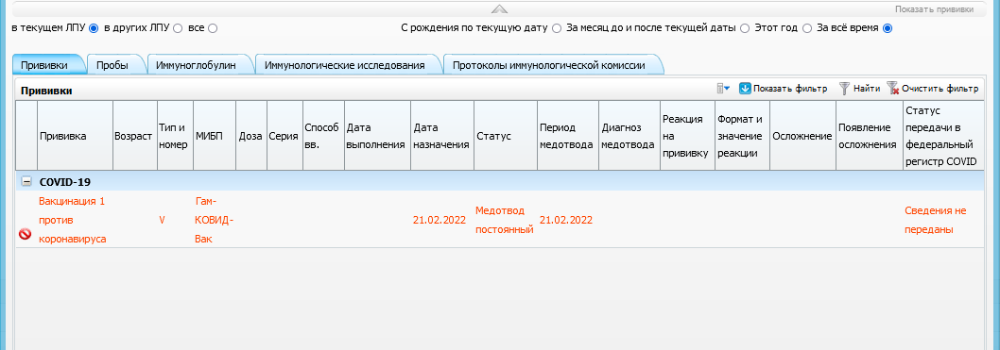 Показать прививки
в текущем ЛПУ в других ЛПУ все С рождения по текущую дату За месяц до и после текущей даты Этот год За всё время
Прививки Пробы Иммуноглобулин Иммунологические исследования Протоколы иммунологической комиссии
Прививки Показать фильтр Найти Очистить фильтр
Прививка Возраст Тип и номер МИБП Доза Серия Способ вв. Дата выполнения Дата назначения Статус Период медотвода Диагноз медотвода Реакция на прививку Формат и значение реакции Осложнение Появление осложнения Статус передачи в федеральный регистр COVID
COVID-19
Вакцинация 1 против коронавируса V Гам-КОВИД-Вак 21.02.2022 Медотвод постоянный 21.02.2022 Сведения не переданы